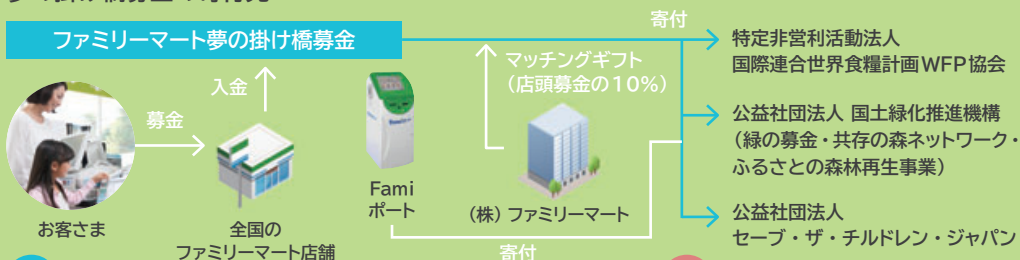 寄付
ファミリーマート夢の掛け橋募金
特定非営利活動法人
国際連合世界食糧計画WFP協会
入金
マッチングギフト
(店頭募金の10%)
募金
公益社団法人 国土緑化推進機構
(緑の募金・共存の森ネットワーク・
ふるさとの森林再生事業)
Fami
ポート
(株)ファミリーマート
お客さま
全国の
ファミリーマート店舗
寄付
公益社団法人
セーブ・ザ・チルドレン・ジャパン